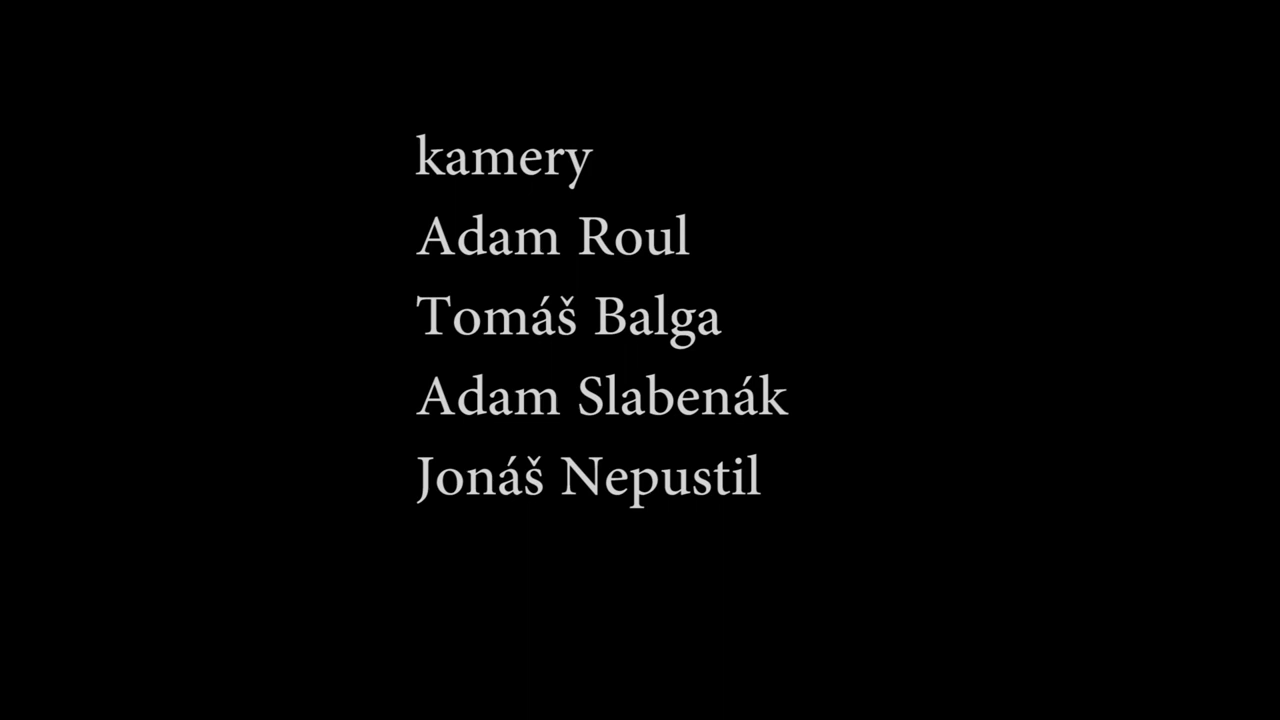 kamery
Adam Roul
Tomáš Balga
Adam Slabenák
Jonáš Nepustil